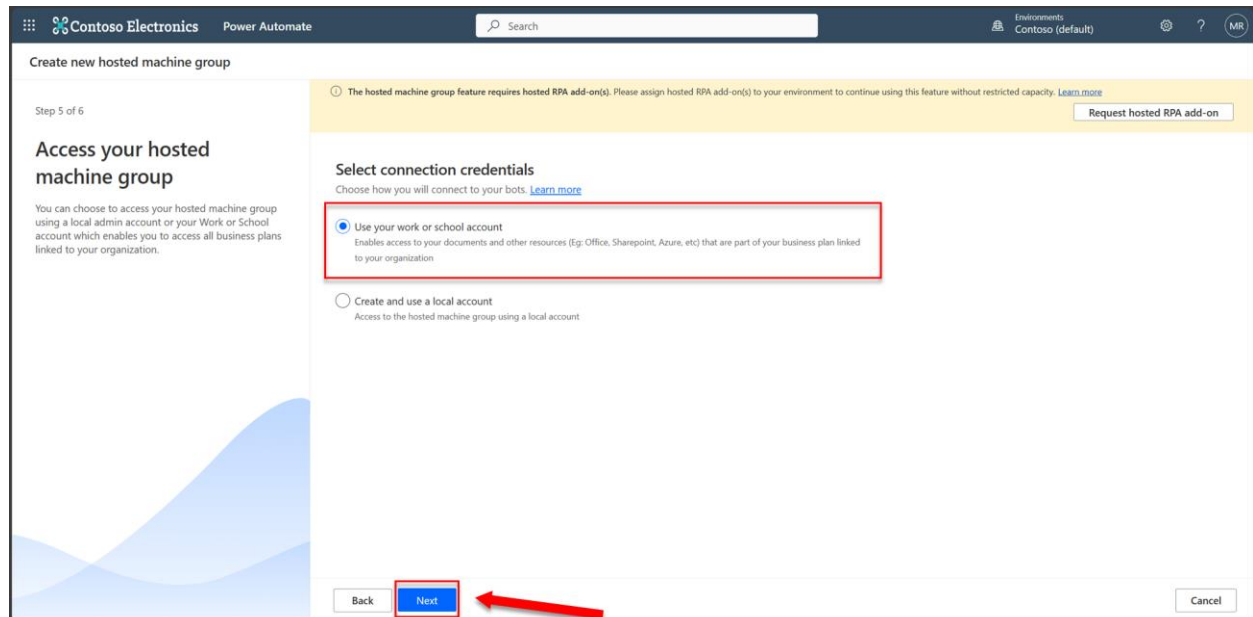 Contoso Electronics Power Automate
Search
Environments
Contoso (default)
?
MR
Create new hosted machine group
Step 5 of 6
Access your hosted
machine group
You can choose to access your hosted machine group
using a local admin account or your Work or School
account which enables you to access all business plans
linked to your organization.
The hosted machine group feature requires hosted RPA add-on(s). Please assign hosted RPA add-on(s) to your environment to continue using this feature without restricted capacity. Learn more
Request hosted RPA add-on
Select connection credentials
Choose how you will connect to your bots. Learn more
Use your work or school account
Enables access to your documents and other resources (Eg: Office, Sharepoint, Azure, etc) that are part of your business plan linked
to your organization
Create and use a local account
Access to the hosted machine group using a local account
Back
Next
Cancel